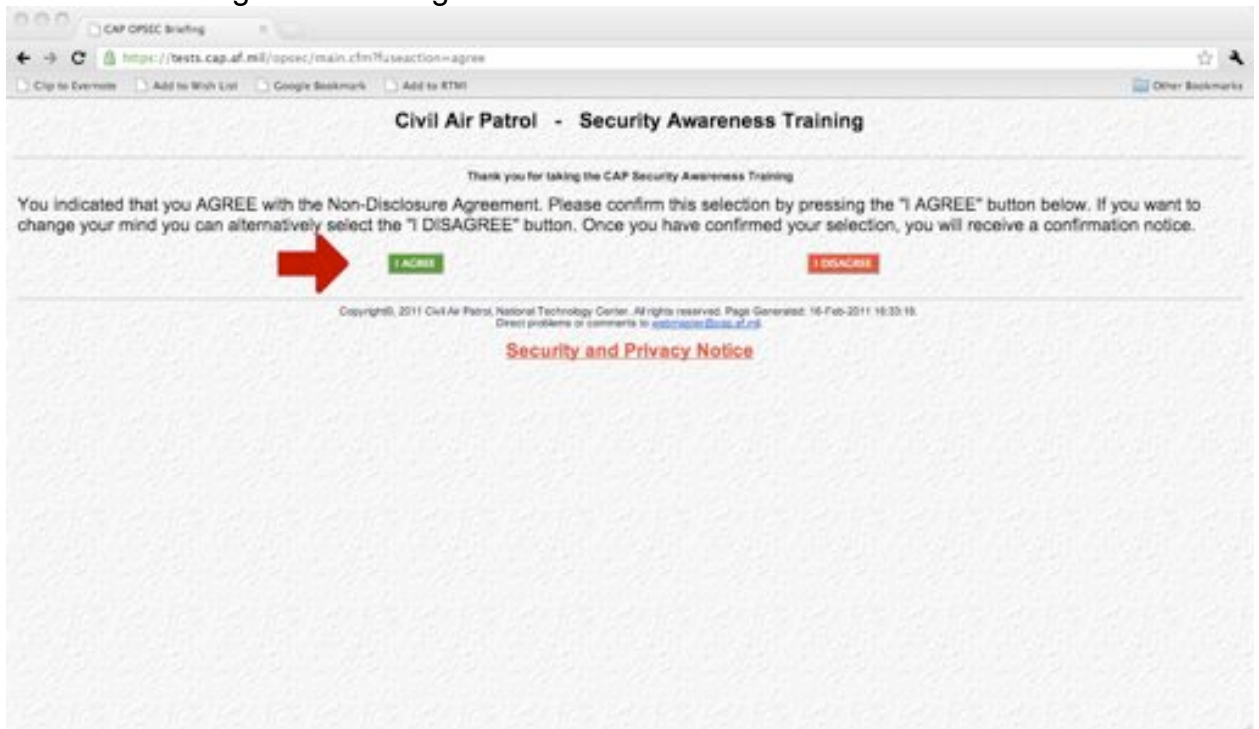 CAP OPSEC Briefing
https://tests.cap.af.mil/opsec/main.cfm?fuseaction=agree
Clip to Evernote Add to Wish List Google Bookmark Add to RTM! Other Bookmarks
Civil Air Patrol - Security Awareness Training
Thank you for taking the CAP Security Awareness Training
You indicated that you AGREE with the Non-Disclosure Agreement. Please confirm this selection by pressing the "I AGREE" button below. If you want to
change your mind you can alternatively select the "I DISAGREE" button. Once you have confirmed your selection, you will receive a confirmation notice.
I AGREE I DISAGREE
Copyright©, 2011 Civil Air Patrol, National Technology Center. All rights reserved. Page Generated: 16-Feb-2011 16:33:18.
Direct problems or comments to webmaster@cap.af.mil
Security and Privacy Notice